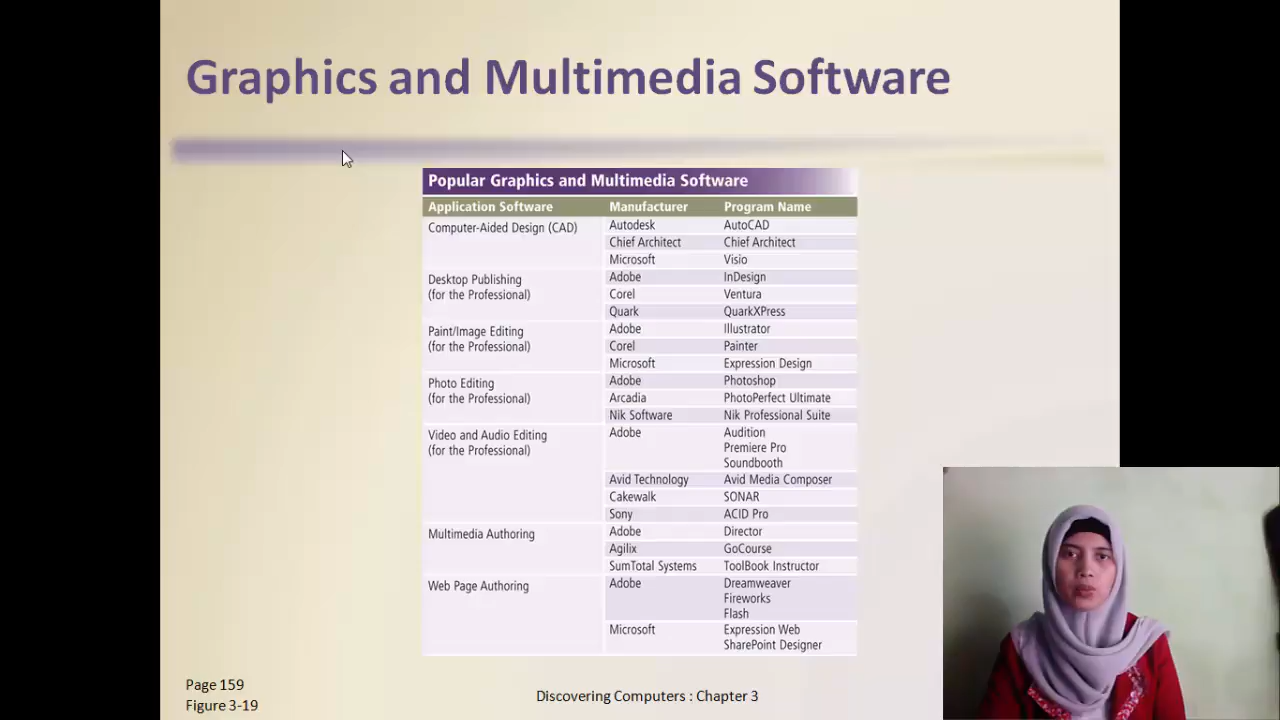 Graphics and Multimedia Software
Popular Graphics and Multimedia Software
Application Software Manufacturer Program Name
Computer-Aided Design (CAD) Autodesk AutoCAD
Chief Architect Chief Architect
Microsoft Visio
Desktop Publishing Adobe InDesign
(for the Professional) Corel Ventura
Quark QuarkXPress
Paint/Image Editing Adobe Illustrator
(for the Professional) Corel Painter
Microsoft Expression Design
Photo Editing Adobe Photoshop
(for the Professional) Arcadia PhotoPerfect Ultimate
Nik Software Nik Professional Suite
Video and Audio Editing Adobe Audition
(for the Professional) Premiere Pro
Soundbooth
Avid Technology Avid Media Composer
Cakewalk SONAR
Sony ACID Pro
Multimedia Authoring Adobe Director
Agilix GoCourse
SumTotal Systems ToolBook Instructor
Web Page Authoring Adobe Dreamweaver
Fireworks
Flash
Microsoft Expression Web
SharePoint Designer
Page 159
Figure 3-19
Discovering Computers : Chapter 3